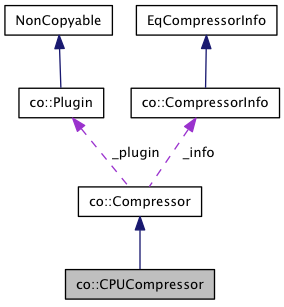 NonCopyable
EqCompressorInfo
co::Plugin
co::CompressorInfo
_plugin
_info
co::Compressor
co::CPUCompressor